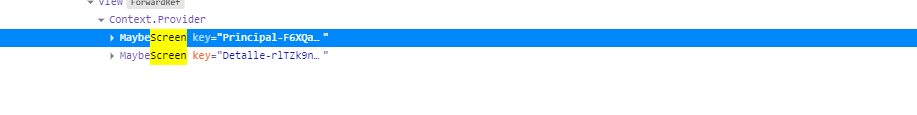 View ForwardRef
Context.Provider
MaybeScreen key="Principal-F6XQa… "
MaybeScreen key="Detalle-rlTZk9n… "